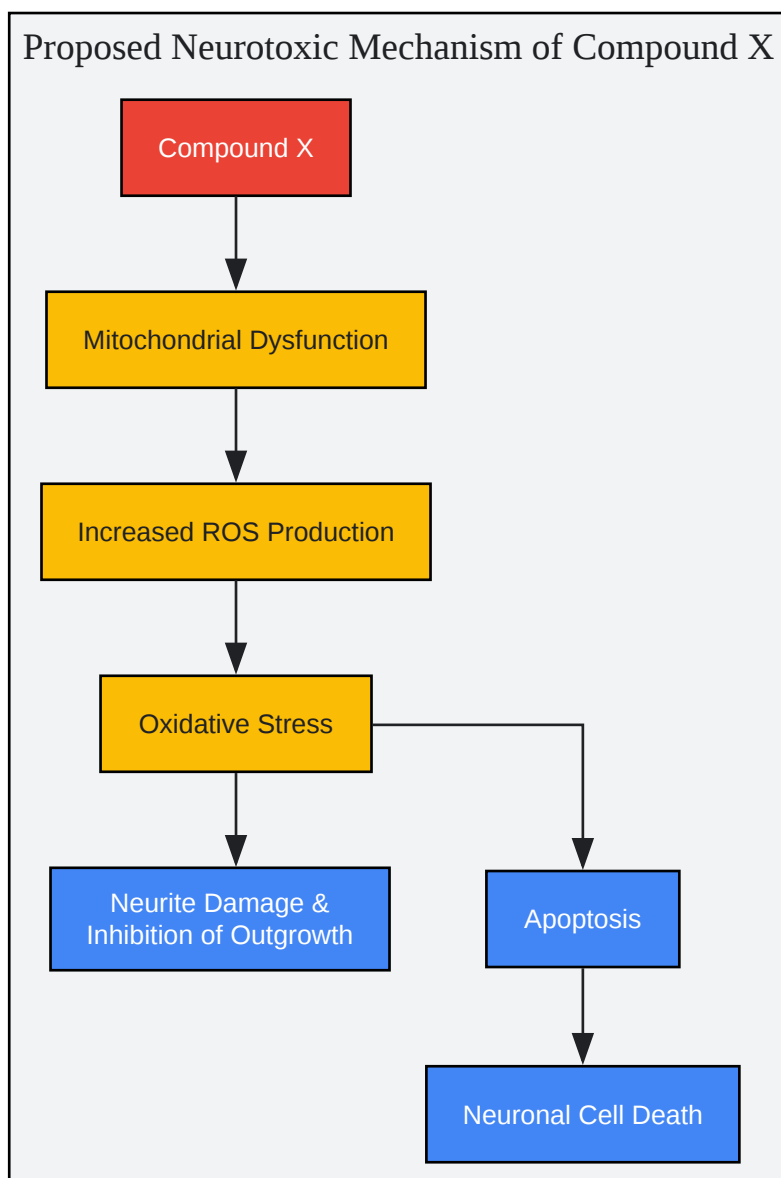 Proposed Neurotoxic Mechanism of Compound X
Compound X
Mitochondrial Dysfunction
Increased ROS Production
Oxidative Stress
Neurite Damage &
Inhibition of Outgrowth
Apoptosis
Neuronal Cell Death